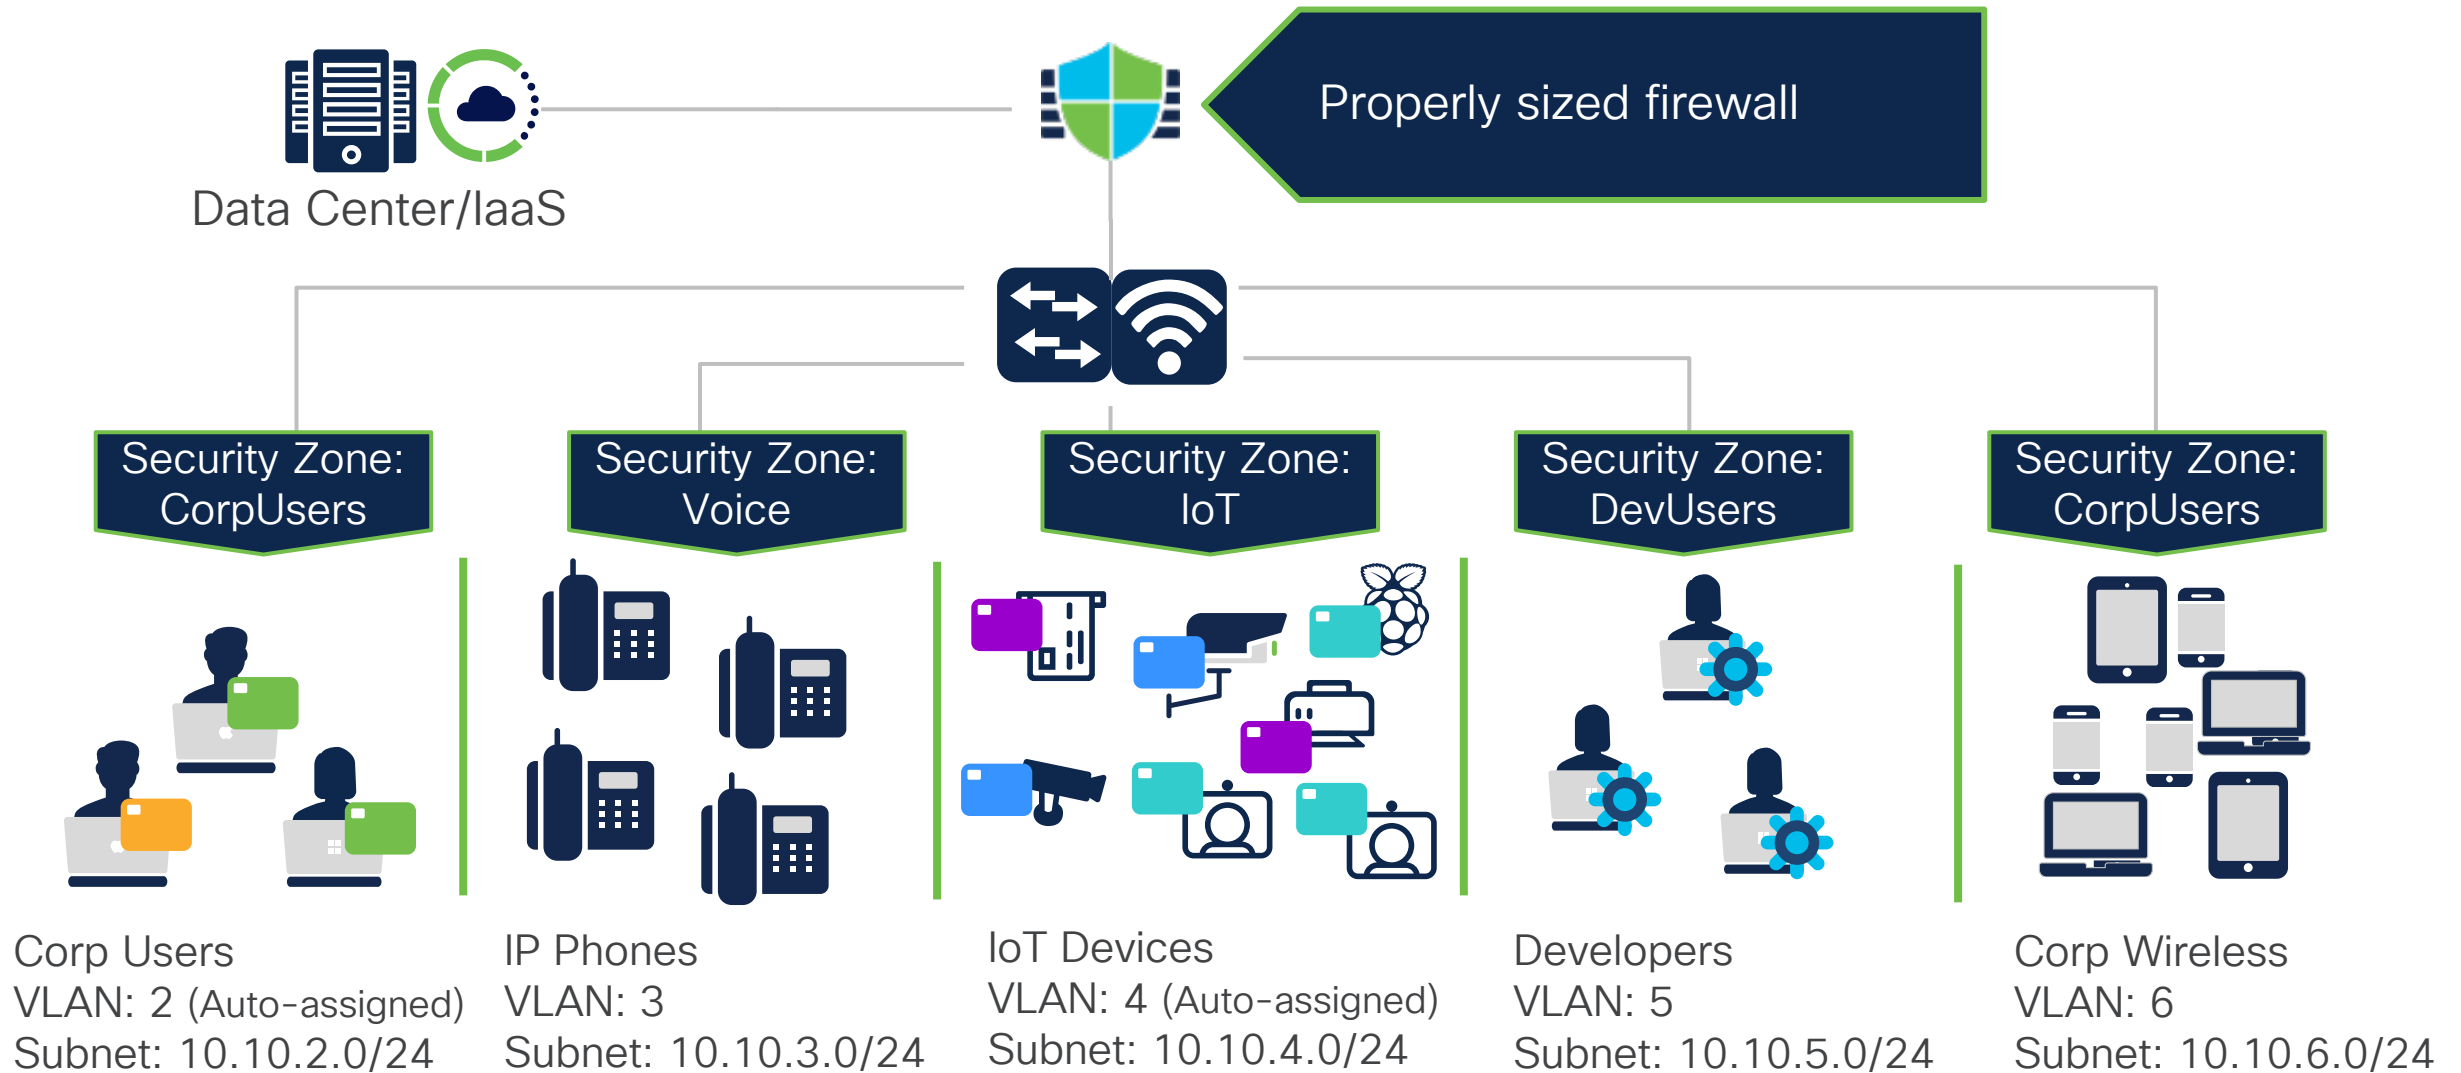 Properly sized firewall
Data Center/IaaS
Security Zone:
CorpUsers
Security Zone:
Voice
Security Zone:
IoT
Security Zone:
DevUsers
Security Zone:
CorpUsers
Corp Users
VLAN: 2 (Auto-assigned)
Subnet: 10.10.2.0/24
IP Phones
VLAN: 3
Subnet: 10.10.3.0/24
IoT Devices
VLAN: 4 (Auto-assigned)
Subnet: 10.10.4.0/24
Developers
VLAN: 5
Subnet: 10.10.5.0/24
Corp Wireless
VLAN: 6
Subnet: 10.10.6.0/24